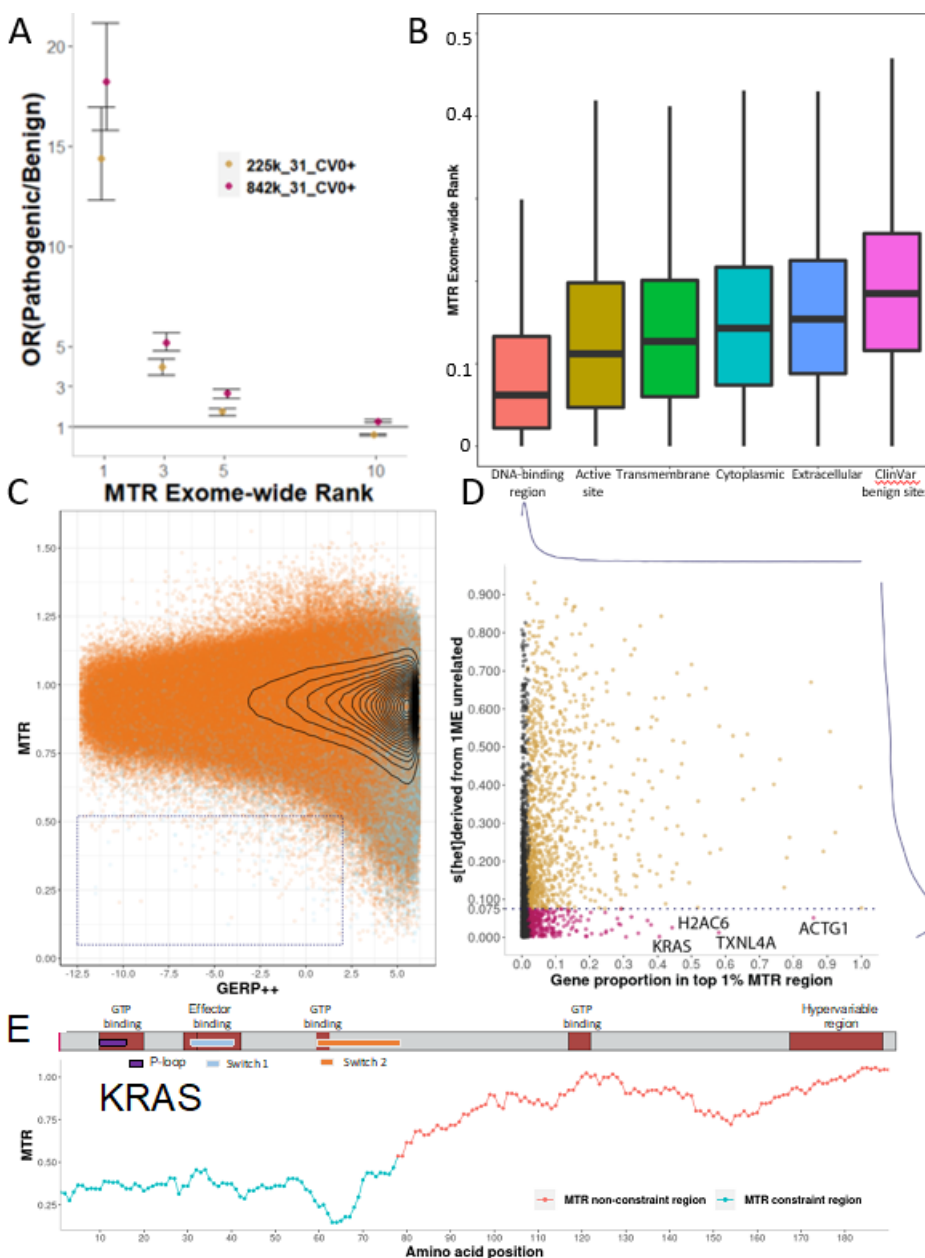 A
OR(Pathogenic/Benign)
20
15
10
5
3
1
225k_31_CV0+
842k_31_CV0+
1
3
5
10
MTR Exome-wide Rank
B
MTR Exome-wide Rank
0.5
0.4
0.1
0
DNA-binding
region
Active
site
Transmembrane
Cytoplasmic
Extracellular
ClinVar
benign sites
C
MTR
1.50
1.25
1.00
0.75
0.50
0.25
0.00
-12.5
-10.0
-7.5
-5.0
-2.5
0.0
2.5
5.0
GERP++
D
s[het]derived from 1ME unrelated
0.900
0.800
0.700
0.600
0.500
0.400
0.300
0.200
0.100
0.075
0.000
H2AC6
KRAS
TXNL4A
ACTG1
0.0
0.1
0.2
0.3
0.4
0.5
0.6
0.7
0.8
0.9
1.0
Gene proportion in top 1% MTR region
E
GTP
binding
Effector
binding
GTP
binding
GTP
binding
Hypervariable
region
P-loop
Switch 1
Switch 2
KRAS
MTR
1.00
0.75
0.50
0.25
MTR non-constraint region
MTR constraint region
10
20
30
40
50
60
70
80
90
100
110
120
130
140
150
160
170
180
Amino acid position